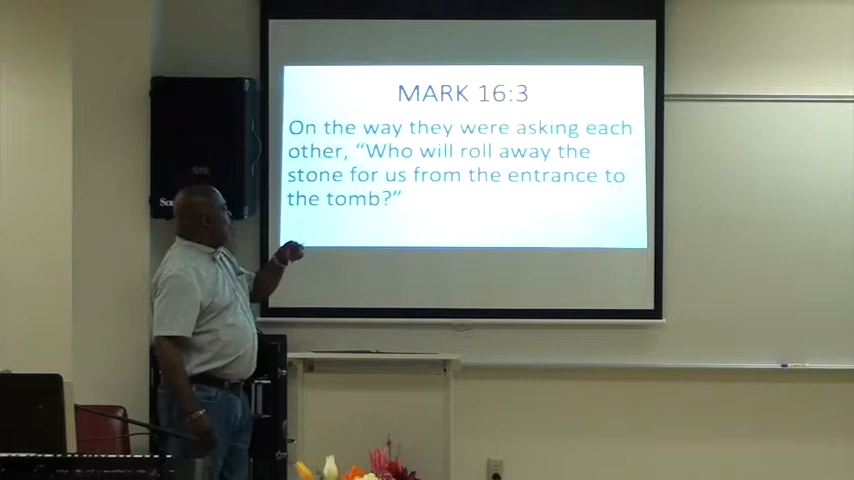 MARK 16:3
On the way they were asking each
other, “Who will roll away the
stone for us from the entrance to
the tomb?”